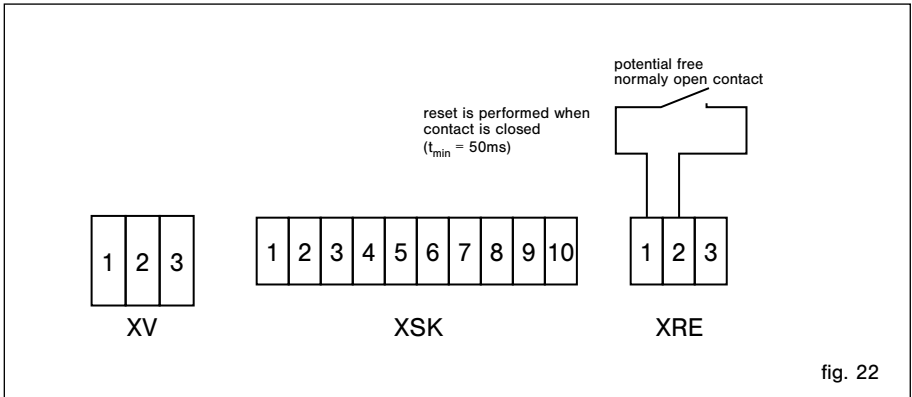 potential free
normaly open contact
reset is performed when
contact is closed
(tmin = 50ms)
1 2 3
1 2 3 4 5 6 7 8 9 10
1 2 3
XV
XSK
XRE
fig. 22